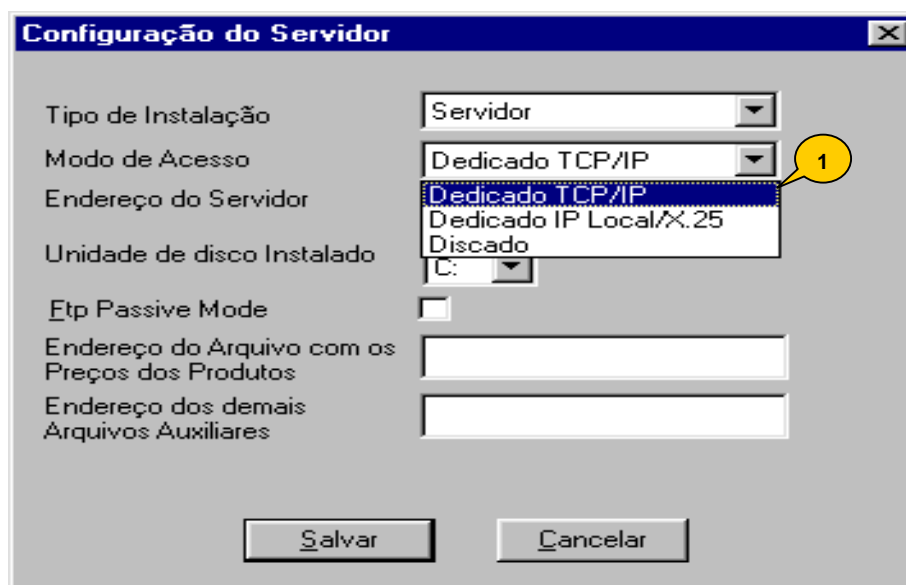 Configuração do Servidor
Tipo de Instalação
Servidor
Modo de Acesso
Dedicado TCP/IP
1
Endereço do Servidor
Dedicado TCP/IP
Dedicado IP Local/X.25
Discado
Unidade de disco Instalado
C:
Ftp Passive Mode
Endereço do Arquivo com os
Preços dos Produtos
Endereço dos demais
Arquivos Auxiliares
Salvar
Cancelar